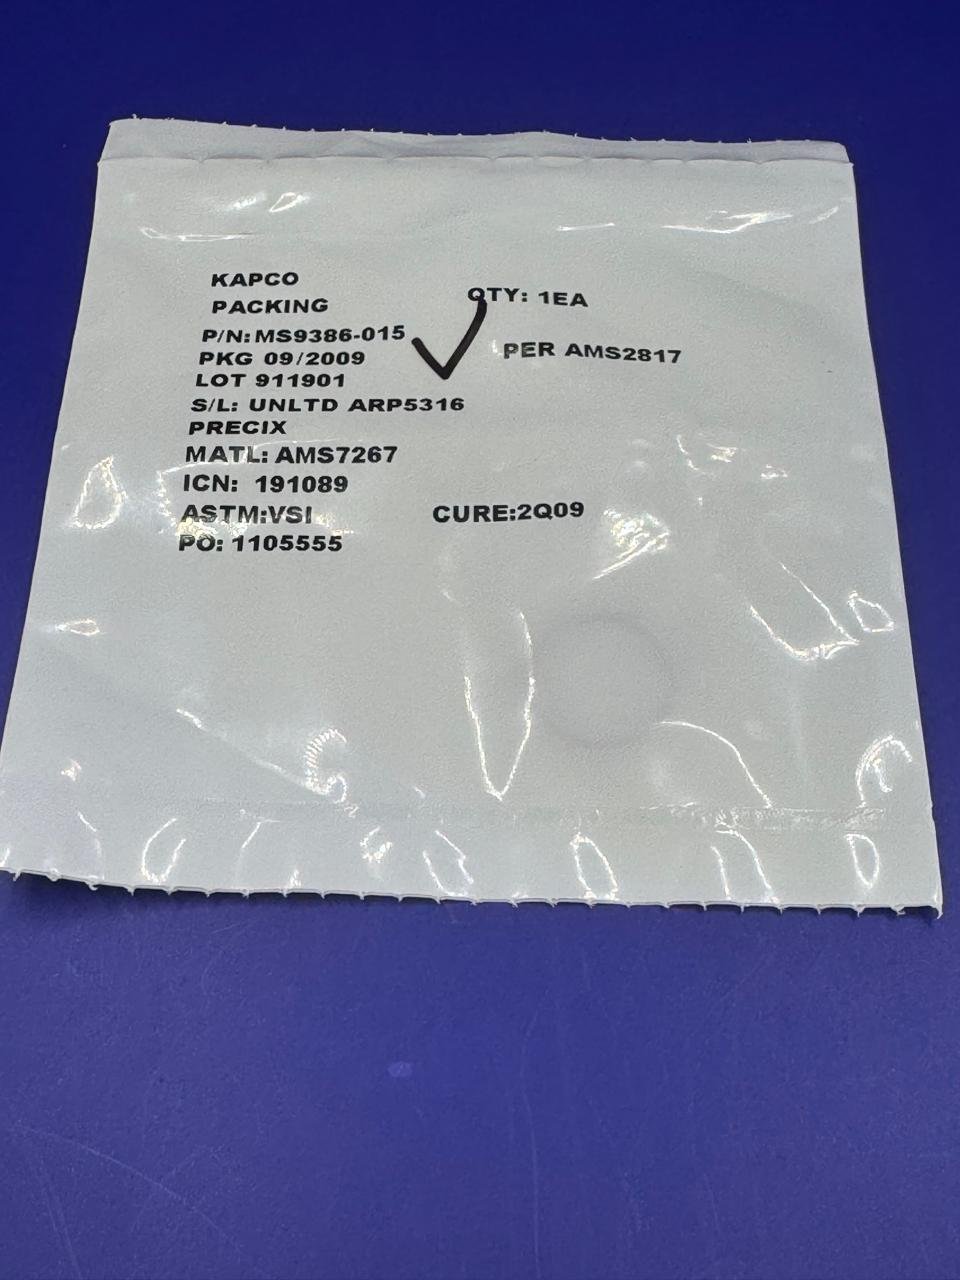 KAPCO
PACKING
QTY: 1EA
P/N: MS9386-015
PKG 09/2009
PER AMS2817
LOT 911901
S/L: UNLTD ARP5316
PRECIX
MATL: AMS7267
ICN: 191089
ASTM:VSI
CURE:2Q09
PO: 1105555